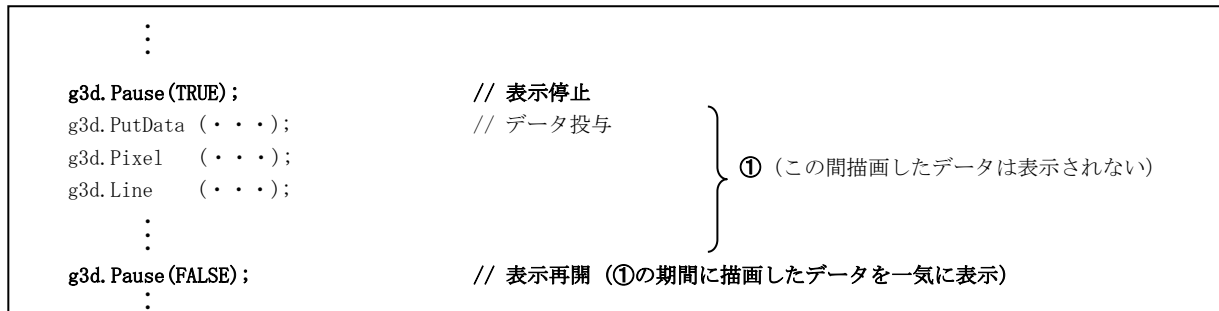 g3d.Pause(TRUE); // 表示停止
g3d.PutData (・・・); // データ投与
g3d.Pixel (・・・);
g3d.Line (・・・);
① (この間描画したデータは表示されない)
g3d.Pause(FALSE); // 表示再開 (①の期間に描画したデータを一気に表示)